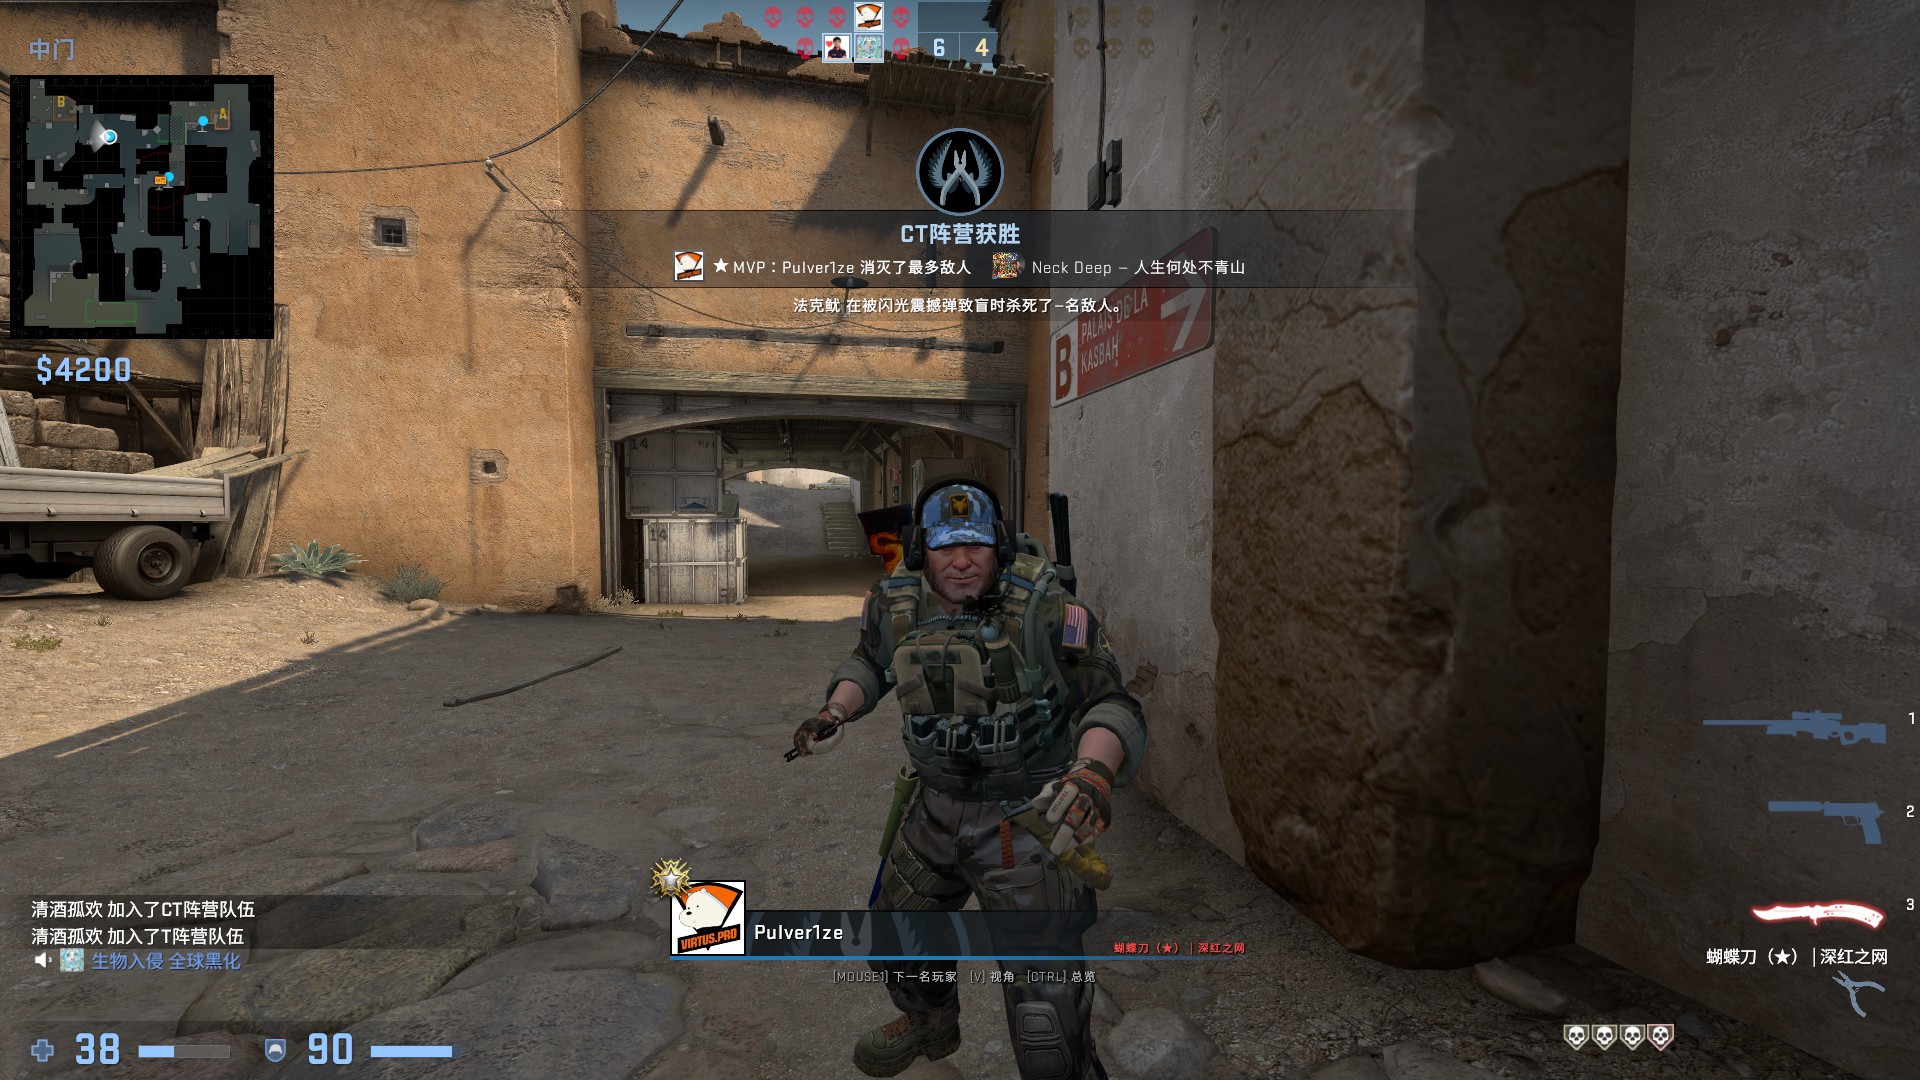 中门
B
A
6 4
CT阵营获胜
★ MVP：Pulver1ze 消灭了最多敌人 Neck Deep – 人生何处不青山
法克鱿 在被闪光震撼弹致盲时杀死了一名敌人。
$4200
B PALAIS DE LA KASBAH 7
14
14
1
2
3
蝴蝶刀（★） | 深红之网
清酒孤欢 加入了CT阵营队伍
清酒孤欢 加入了T阵营队伍
生物入侵 全球黑化
VIRTUS.PRO
Pulver1ze
蝴蝶刀（★） | 深红之网
[MOUSE1] 下一名玩家 [V] 视角 [CTRL] 总览
38 90